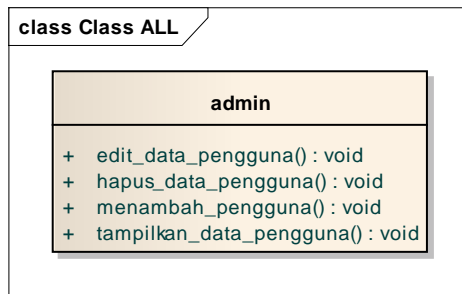 class Class ALL
admin
+ edit_data_pengguna() : void
+ hapus_data_pengguna() : void
+ menambah_pengguna() : void
+ tampilkan_data_pengguna() : void